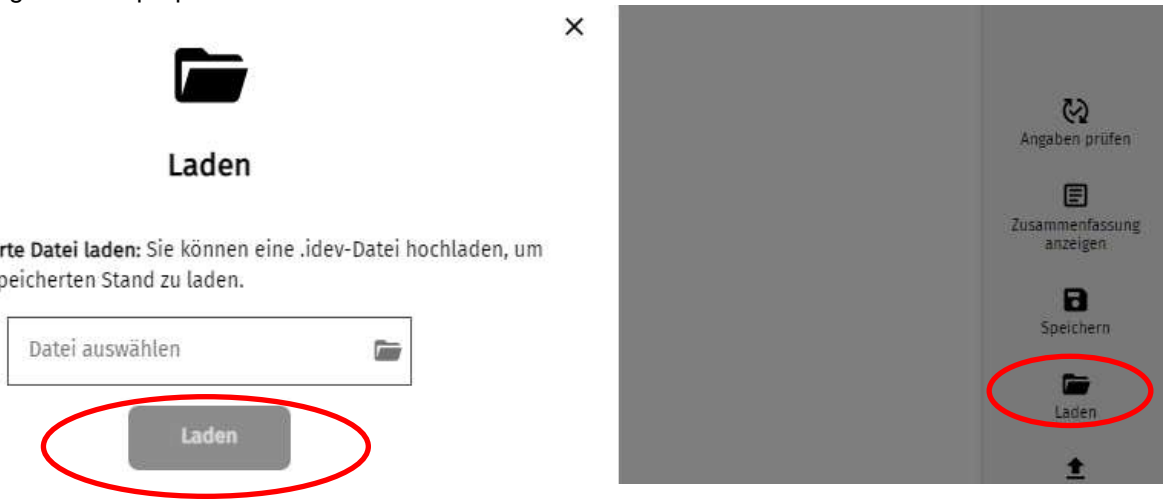 Laden
rte Datei laden: Sie können eine .idev-Datei hochladen, um
peicherten Stand zu laden.
Datei auswählen
Laden
Angaben prüfen
Zusammenfassung
anzeigen
Speichern
Laden